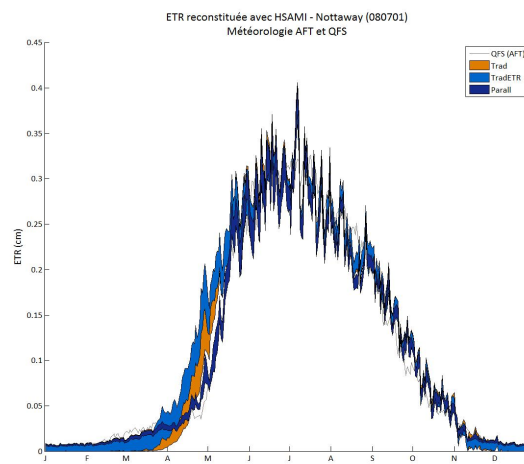 ETR reconstituée avec HSAMI - Nottaway (080701)
Météorologie AFT et QFS
0.45
0.4
0.35
0.3
0.25
0.2
0.15
0.1
0.05
0
ETR (cm)
QFS (AFT)
Trad
TradETR
Parall
J F M A M J J A S O N D